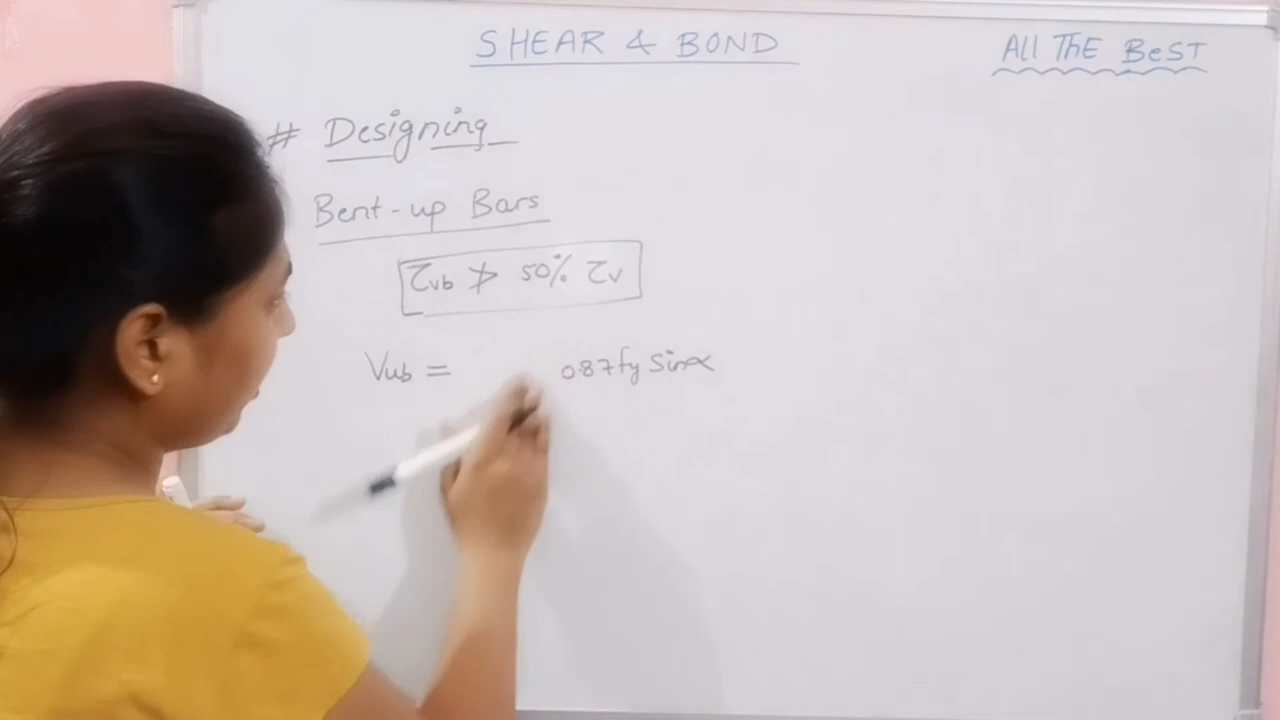 SHEAR & BOND
All ThE BeST
# Designing
Bent-up Bars
τvb ≯ 50% τv
Vub = 0.87fy Sinα